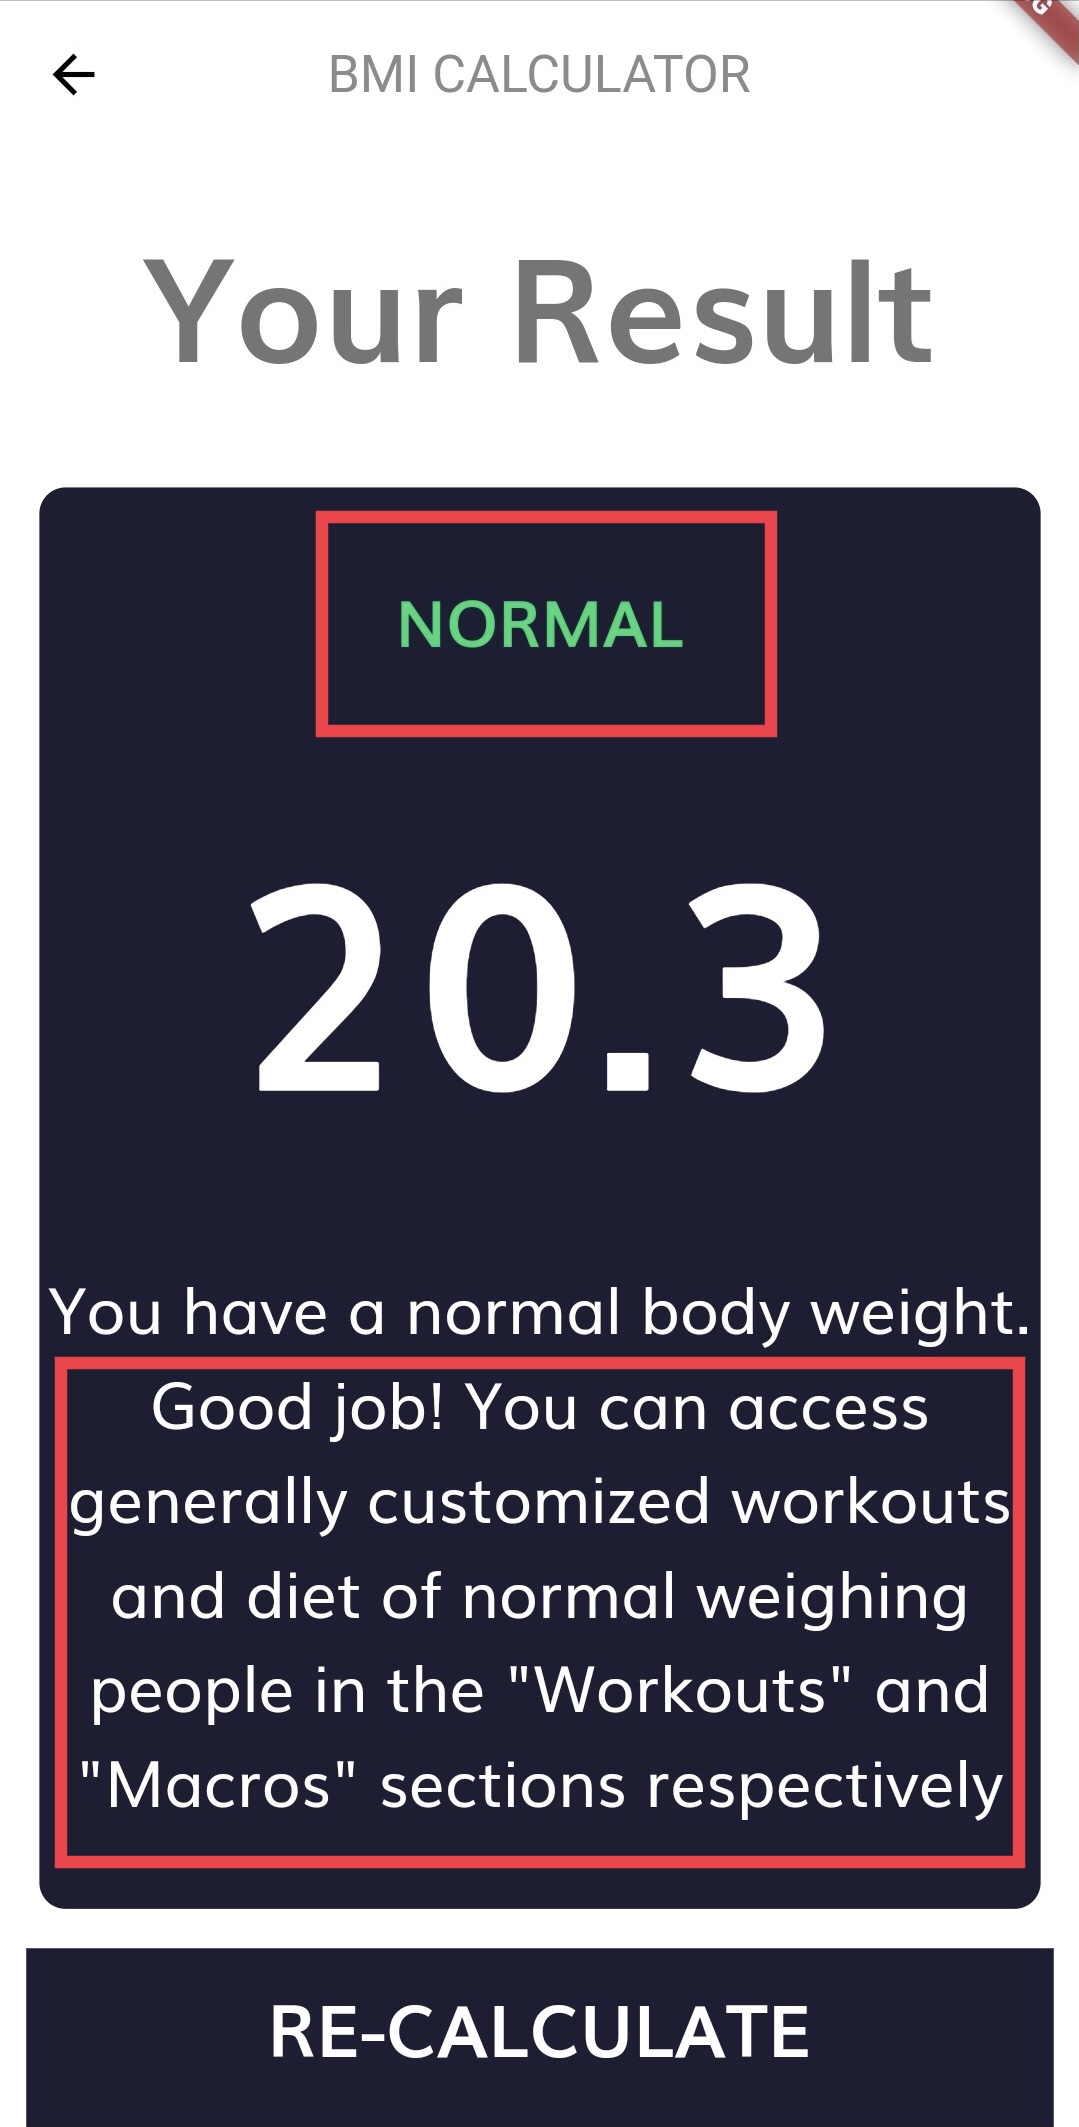 BMI CALCULATOR
Your Result
NORMAL
20.3
You have a normal body weight.
Good job! You can access
generally customized workouts
and diet of normal weighing
people in the "Workouts" and
"Macros" sections respectively
RE-CALCULATE